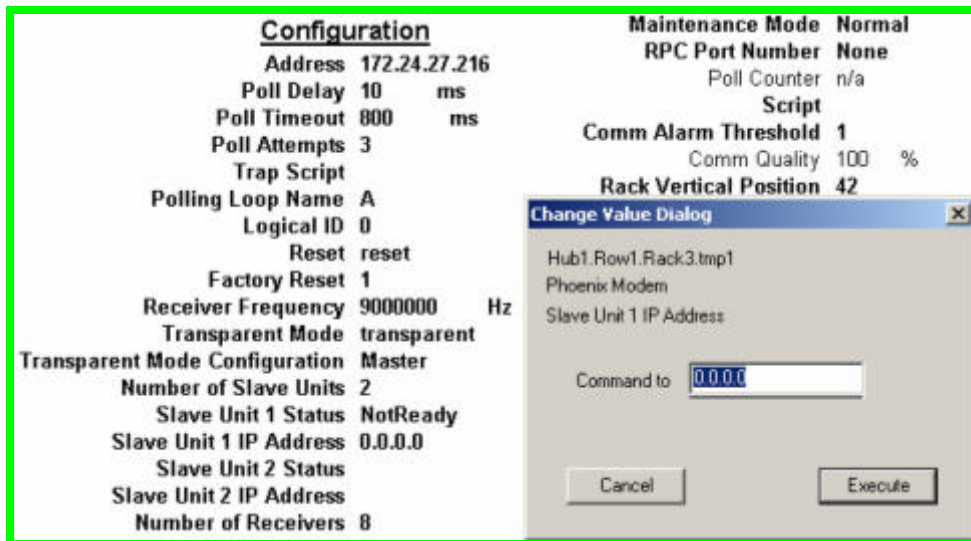 Configuration
Address 172.24.27.216
Poll Delay 10 ms
Poll Timeout 800 ms
Poll Attempts 3
Trap Script
Polling Loop Name A
Logical ID 0
Reset reset
Factory Reset 1
Receiver Frequency 9000000 Hz
Transparent Mode transparent
Transparent Mode Configuration Master
Number of Slave Units 2
Slave Unit 1 Status NotReady
Slave Unit 1 IP Address 0.0.0.0
Slave Unit 2 Status
Slave Unit 2 IP Address
Number of Receivers 8
Maintenance Mode Normal
RPC Port Number None
Poll Counter n/a
Script
Comm Alarm Threshold 1
Comm Quality 100 %
Rack Vertical Position 42
Change Value Dialog
Hub1.Row1.Rack3.tmp1
Phoenix Modem
Slave Unit 1 IP Address
Command to 0.0.0.0
Cancel Execute